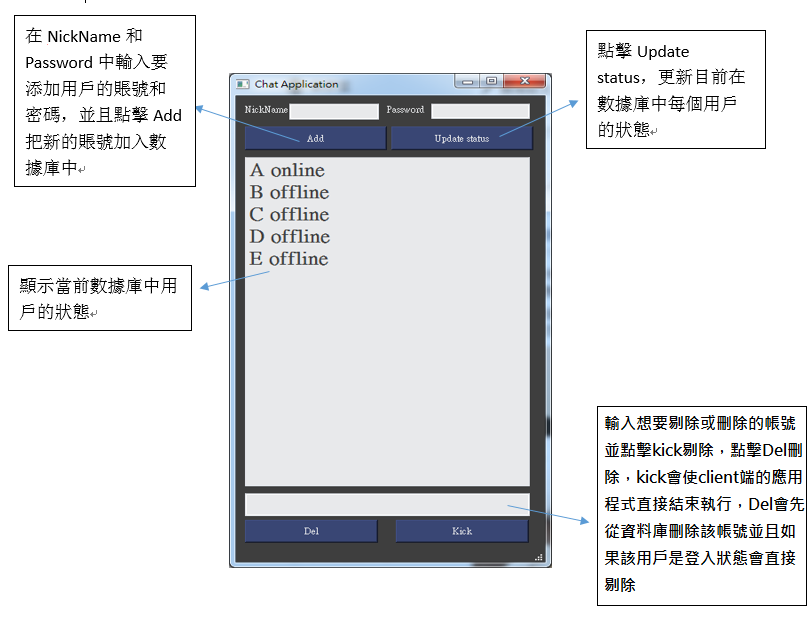 在 NickName 和
Password 中輸入要
添加用戶的賬號和
密碼，並且點擊 Add
把新的賬號加入數
據庫中
點擊 Update
status，更新目前在
數據庫中每個用戶
的狀態
Chat Application
NickName Password
Add Update status
A online
B offline
C offline
D offline
E offline
顯示當前數據庫中用
戶的狀態
輸入想要剔除或刪除的帳號
並點擊kick剔除，點擊Del刪
除，kick會使client端的應用
程式直接結束執行，Del會先
從資料庫刪除該帳號並且如
果該用戶是登入狀態會直接
剔除
Del Kick